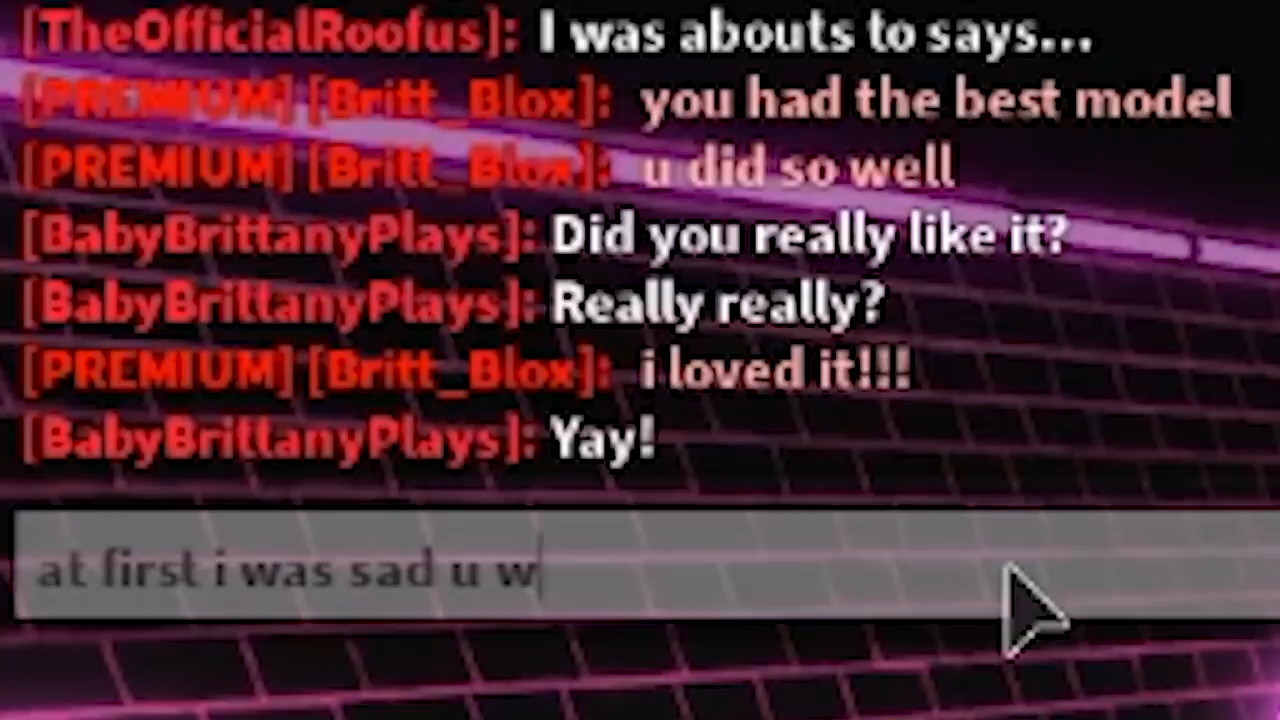 [TheOfficialRoofus]: I was abouts to says...
[PREMIUM] [Britt_Blox]: you had the best model
[PREMIUM] [Britt_Blox]: u did so well
[BabyBrittanyPlays]: Did you really like it?
[BabyBrittanyPlays]: Really really?
[PREMIUM] [Britt_Blox]: i loved it!!!
[BabyBrittanyPlays]: Yay!
at first i was sad u w